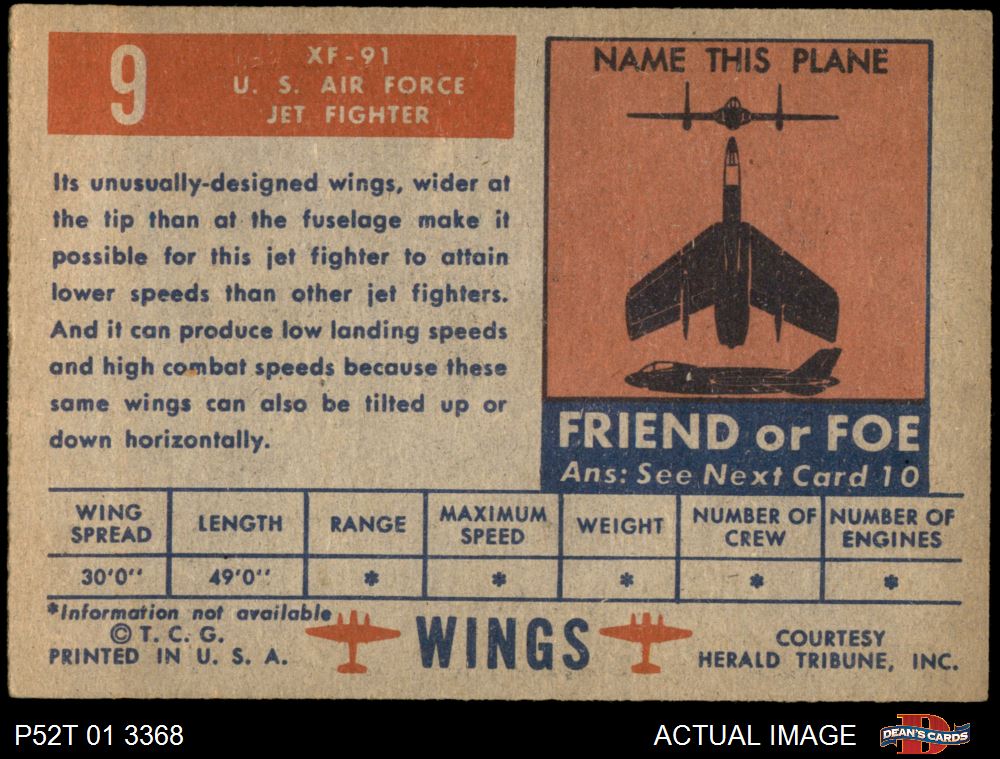 9
XF-91
U. S. AIR FORCE
JET FIGHTER
Its unusually-designed wings, wider at
the tip than at the fuselage make it
possible for this jet fighter to attain
lower speeds than other jet fighters.
And it can produce low landing speeds
and high combat speeds because these
same wings can also be tilted up or
down horizontally.
NAME THIS PLANE
FRIEND or FOE
Ans: See Next Card 10
WING SPREAD
LENGTH
RANGE
MAXIMUM SPEED
WEIGHT
NUMBER OF CREW
NUMBER OF ENGINES
30'0''
49'0''
*
*
*
*
*
*Information not available
© T. C. G.
PRINTED IN U. S. A.
WINGS
COURTESY
HERALD TRIBUNE, INC.
P52T 01 3368
ACTUAL IMAGE
D
DEAN'S CARDS